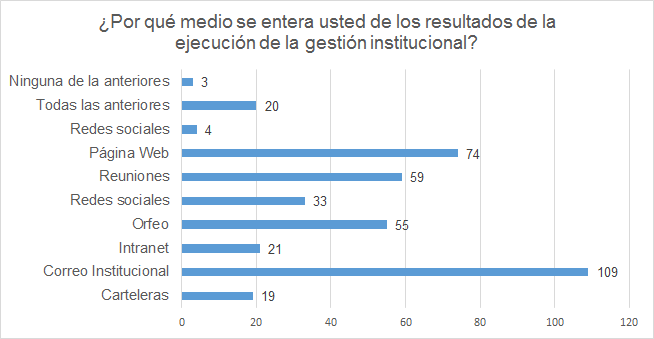 ¿Por qué medio se entera usted de los resultados de la
ejecución de la gestión institucional?
Ninguna de la anteriores 3
Todas las anteriores 20
Redes sociales 4
Página Web 74
Reuniones 59
Redes sociales 33
Orfeo 55
Intranet 21
Correo Institucional 109
Carteleras 19
0 20 40 60 80 100 120